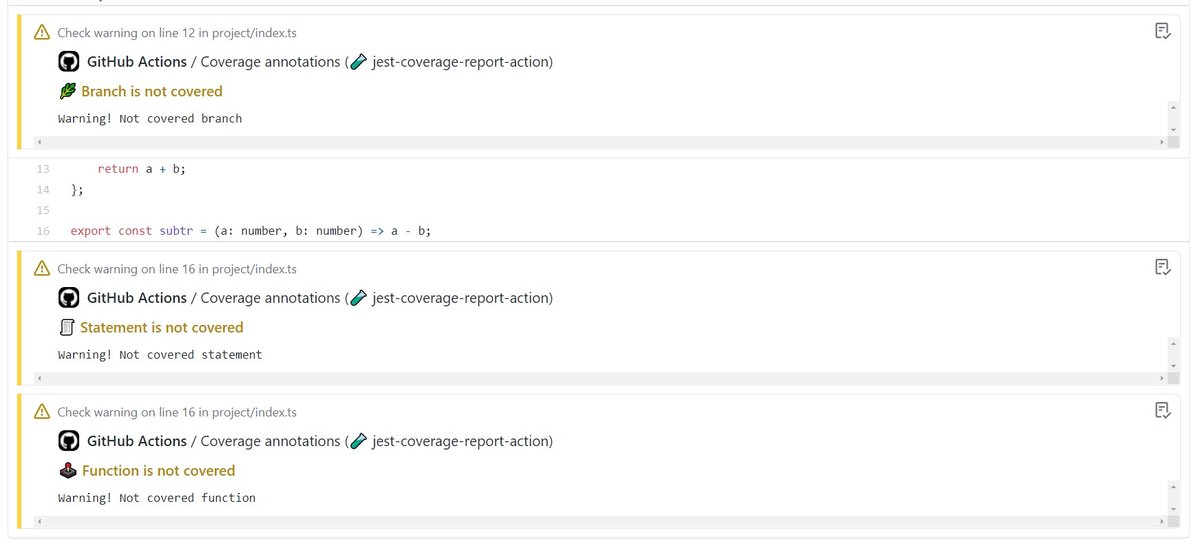 Check warning on line 12 in project/index.ts
GitHub Actions / Coverage annotations (🧪 jest-coverage-report-action)
🌿 Branch is not covered
Warning! Not covered branch
13 return a + b;
14 };
15
16 export const subtr = (a: number, b: number) => a - b;
Check warning on line 16 in project/index.ts
GitHub Actions / Coverage annotations (🧪 jest-coverage-report-action)
🧾 Statement is not covered
Warning! Not covered statement
Check warning on line 16 in project/index.ts
GitHub Actions / Coverage annotations (🧪 jest-coverage-report-action)
🕹 Function is not covered
Warning! Not covered function